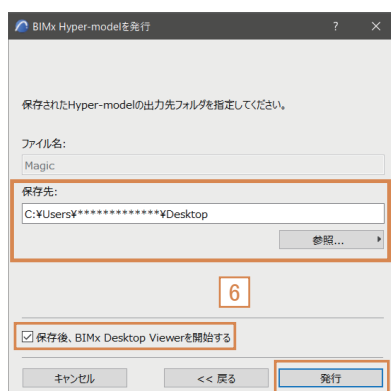 BIMx Hyper-modelを発行 ? ×
保存されたHyper-modelの出力先フォルダを指定してください。
ファイル名:
Magic
保存先:
C:¥Users¥*************¥Desktop
参照...
6
保存後、BIMx Desktop Viewerを開始する
キャンセル << 戻る 発行